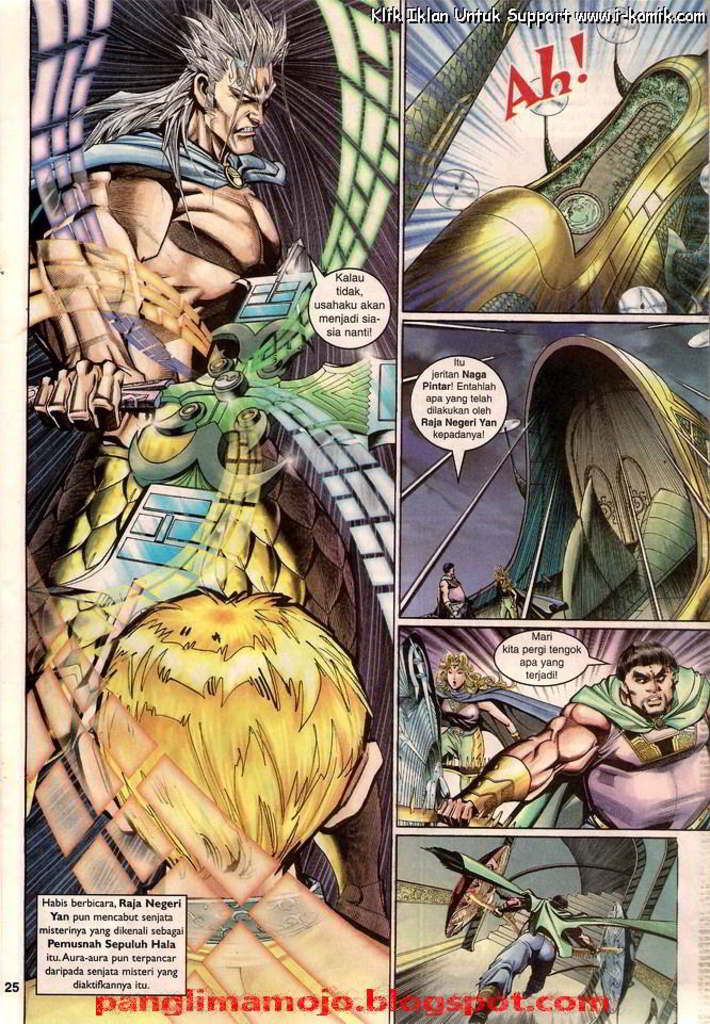 Klik Iklan Untuk Support www.i-komik.com
Kalau
tidak,
usahaku akan
menjadi sia-
sia nanti!
Habis berbicara, Raja Negeri
Yan pun mencabut senjata
misterinya yang dikenali sebagai
Pemusnah Sepuluh Hala
itu. Aura-aura pun terpancar
daripada senjata misteri yang
diaktifkannya itu.
Ah!
Itu
jeritan Naga
Pintar! Entahlah
apa yang telah
dilakukan oleh
Raja Negeri Yan
kepadanya!
Mari
kita pergi tengok
apa yang
terjadi!
25
panglimamojo.blogspot.com